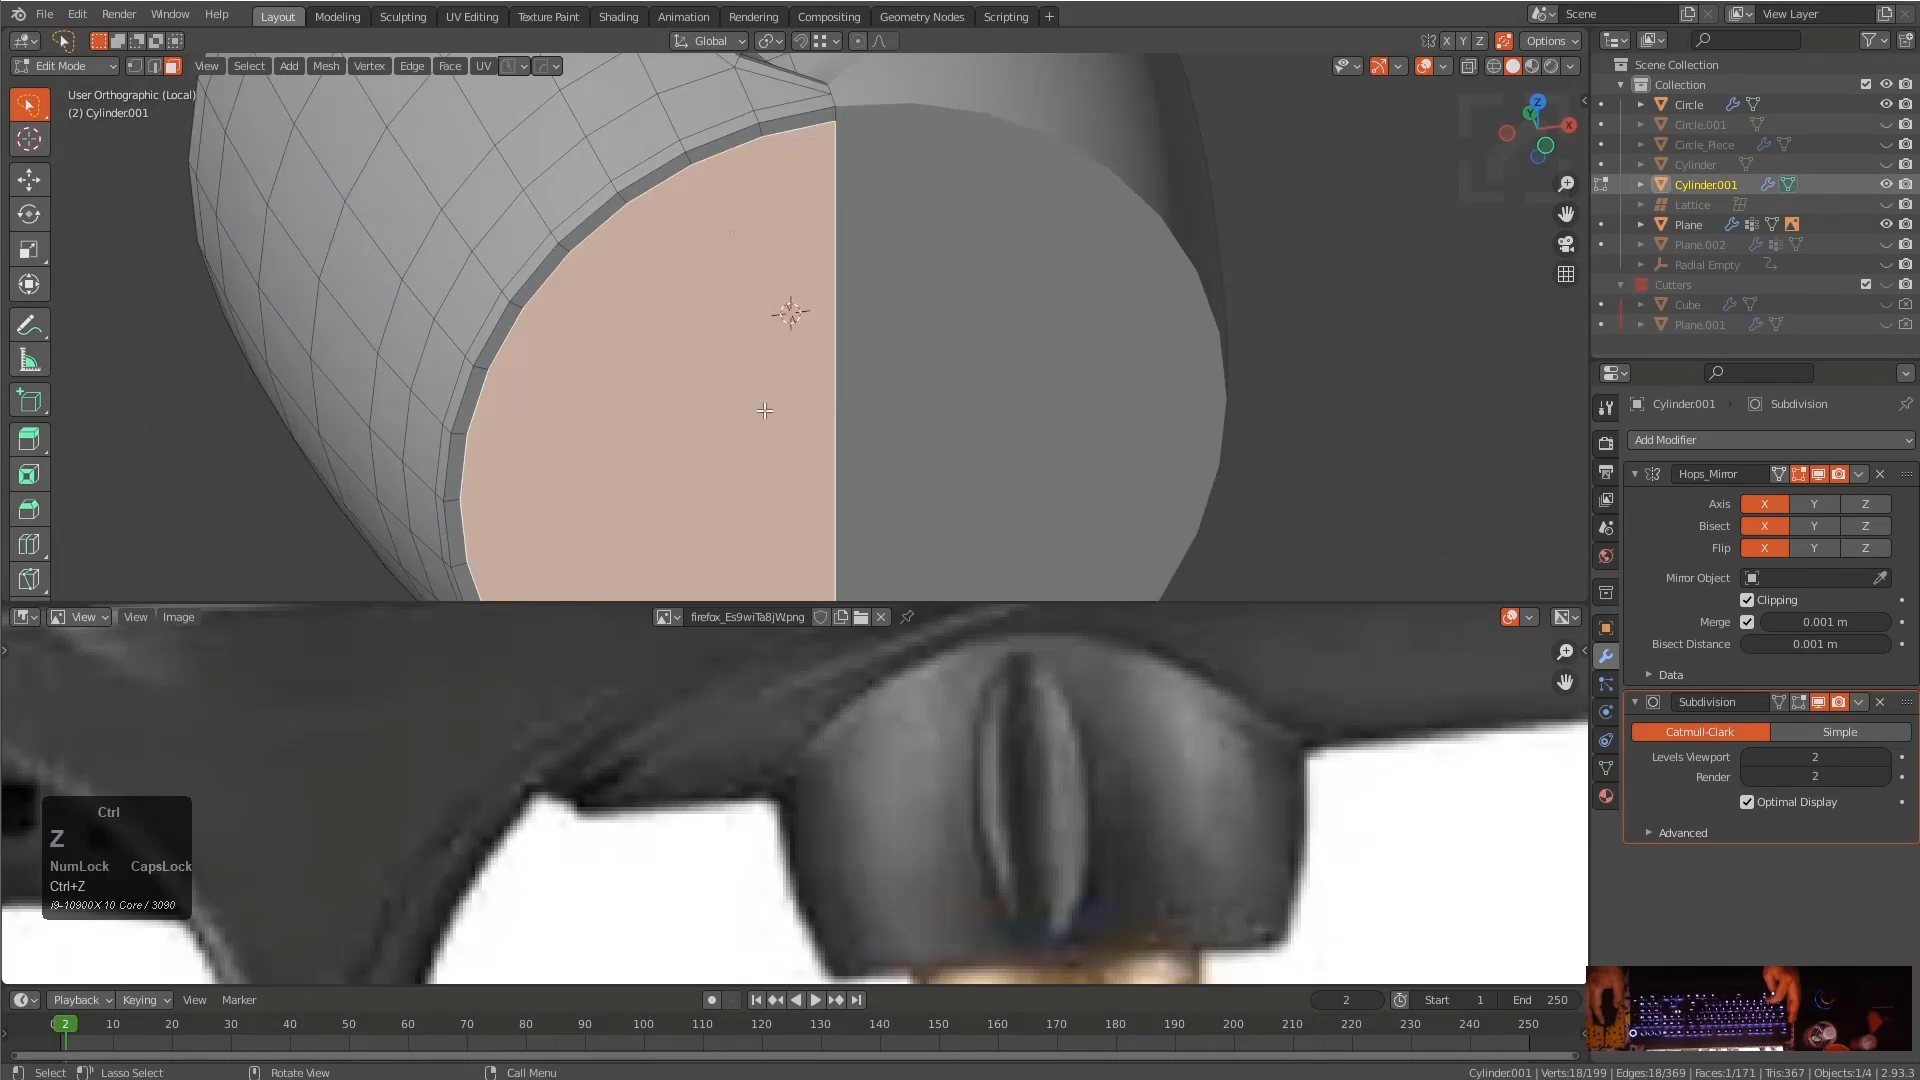 File Edit Render Window Help Layout Modeling Sculpting UV Editing Texture Paint Shading Animation Rendering Compositing Geometry Nodes Scripting + Scene View Layer
Global X Y Z Options
Edit Mode View Select Add Mesh Vertex Edge Face UV
User Orthographic (Local)
(2) Cylinder.001
Z
Y
X
Scene Collection
Collection
Circle
Circle.001
Circle_Piece
Cylinder
Cylinder.001
Lattice
Plane
Plane.002
Radial Empty
Cutters
Cube
Plane.001
Cylinder.001 Subdivision
Add Modifier
Hops_Mirror
Axis X Y Z
Bisect X Y Z
Flip X Y Z
Mirror Object
Clipping
Merge 0.001 m
Bisect Distance 0.001 m
Data
Subdivision
Catmull-Clark Simple
Levels Viewport 2
Render 2
Optimal Display
Advanced
View View Image firefox_Es9wiTa8jW.png
Ctrl
Z
NumLock CapsLock
Ctrl+Z
i9-10900X 10 Core / 3090
Playback Keying View Marker 2 Start 1 End 250
0 2 10 20 30 40 50 60 70 80 90 100 110 120 130 140 150 160 170 180 190 200 210 220 230 240 250
Select Lasso Select Rotate View Call Menu Cylinder.001 | Verts:18/199 | Edges:18/369 | Faces:1/171 | Tris:367 | Objects:1/4 | 2.93.3